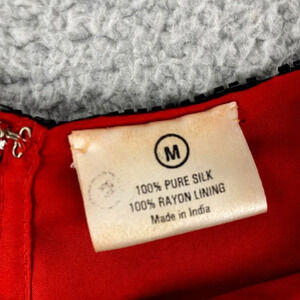 M
100% PURE SILK
100% RAYON LINING
Made in India